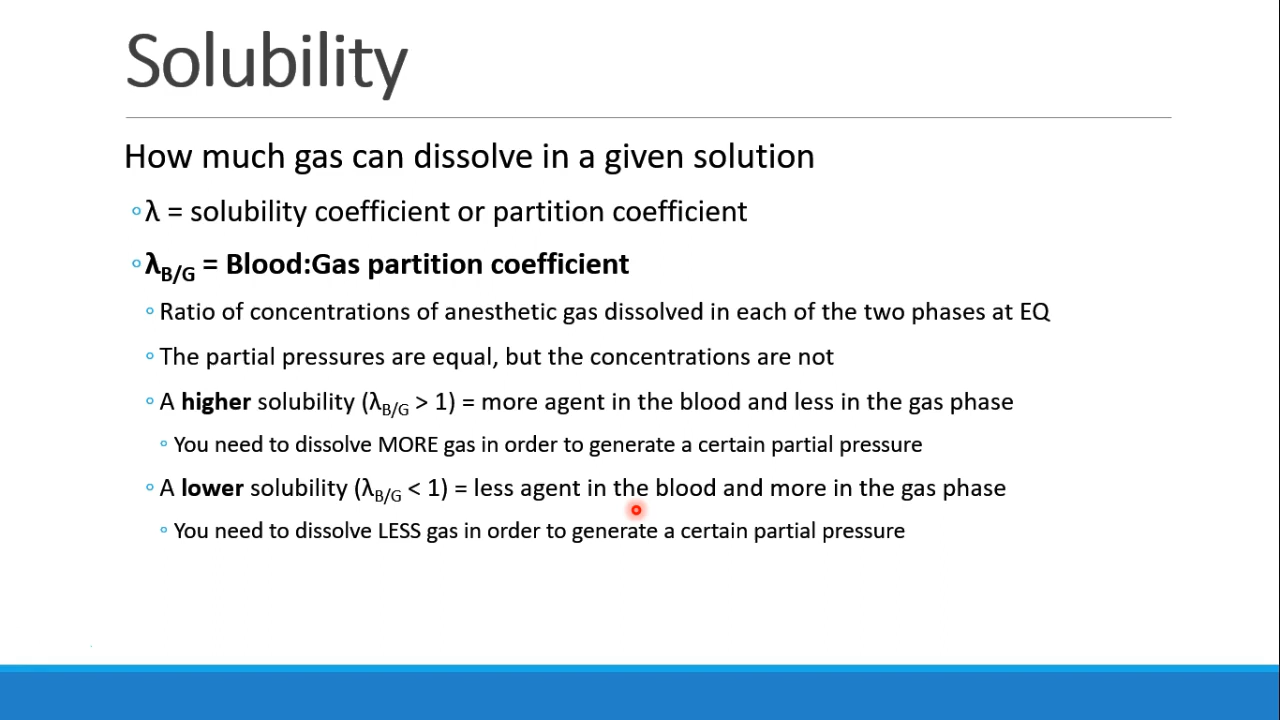 Solubility
How much gas can dissolve in a given solution
◦λ = solubility coefficient or partition coefficient
◦λB/G = Blood:Gas partition coefficient
◦Ratio of concentrations of anesthetic gas dissolved in each of the two phases at EQ
◦The partial pressures are equal, but the concentrations are not
◦A higher solubility (λB/G > 1) = more agent in the blood and less in the gas phase
◦You need to dissolve MORE gas in order to generate a certain partial pressure
◦A lower solubility (λB/G < 1) = less agent in the blood and more in the gas phase
◦You need to dissolve LESS gas in order to generate a certain partial pressure